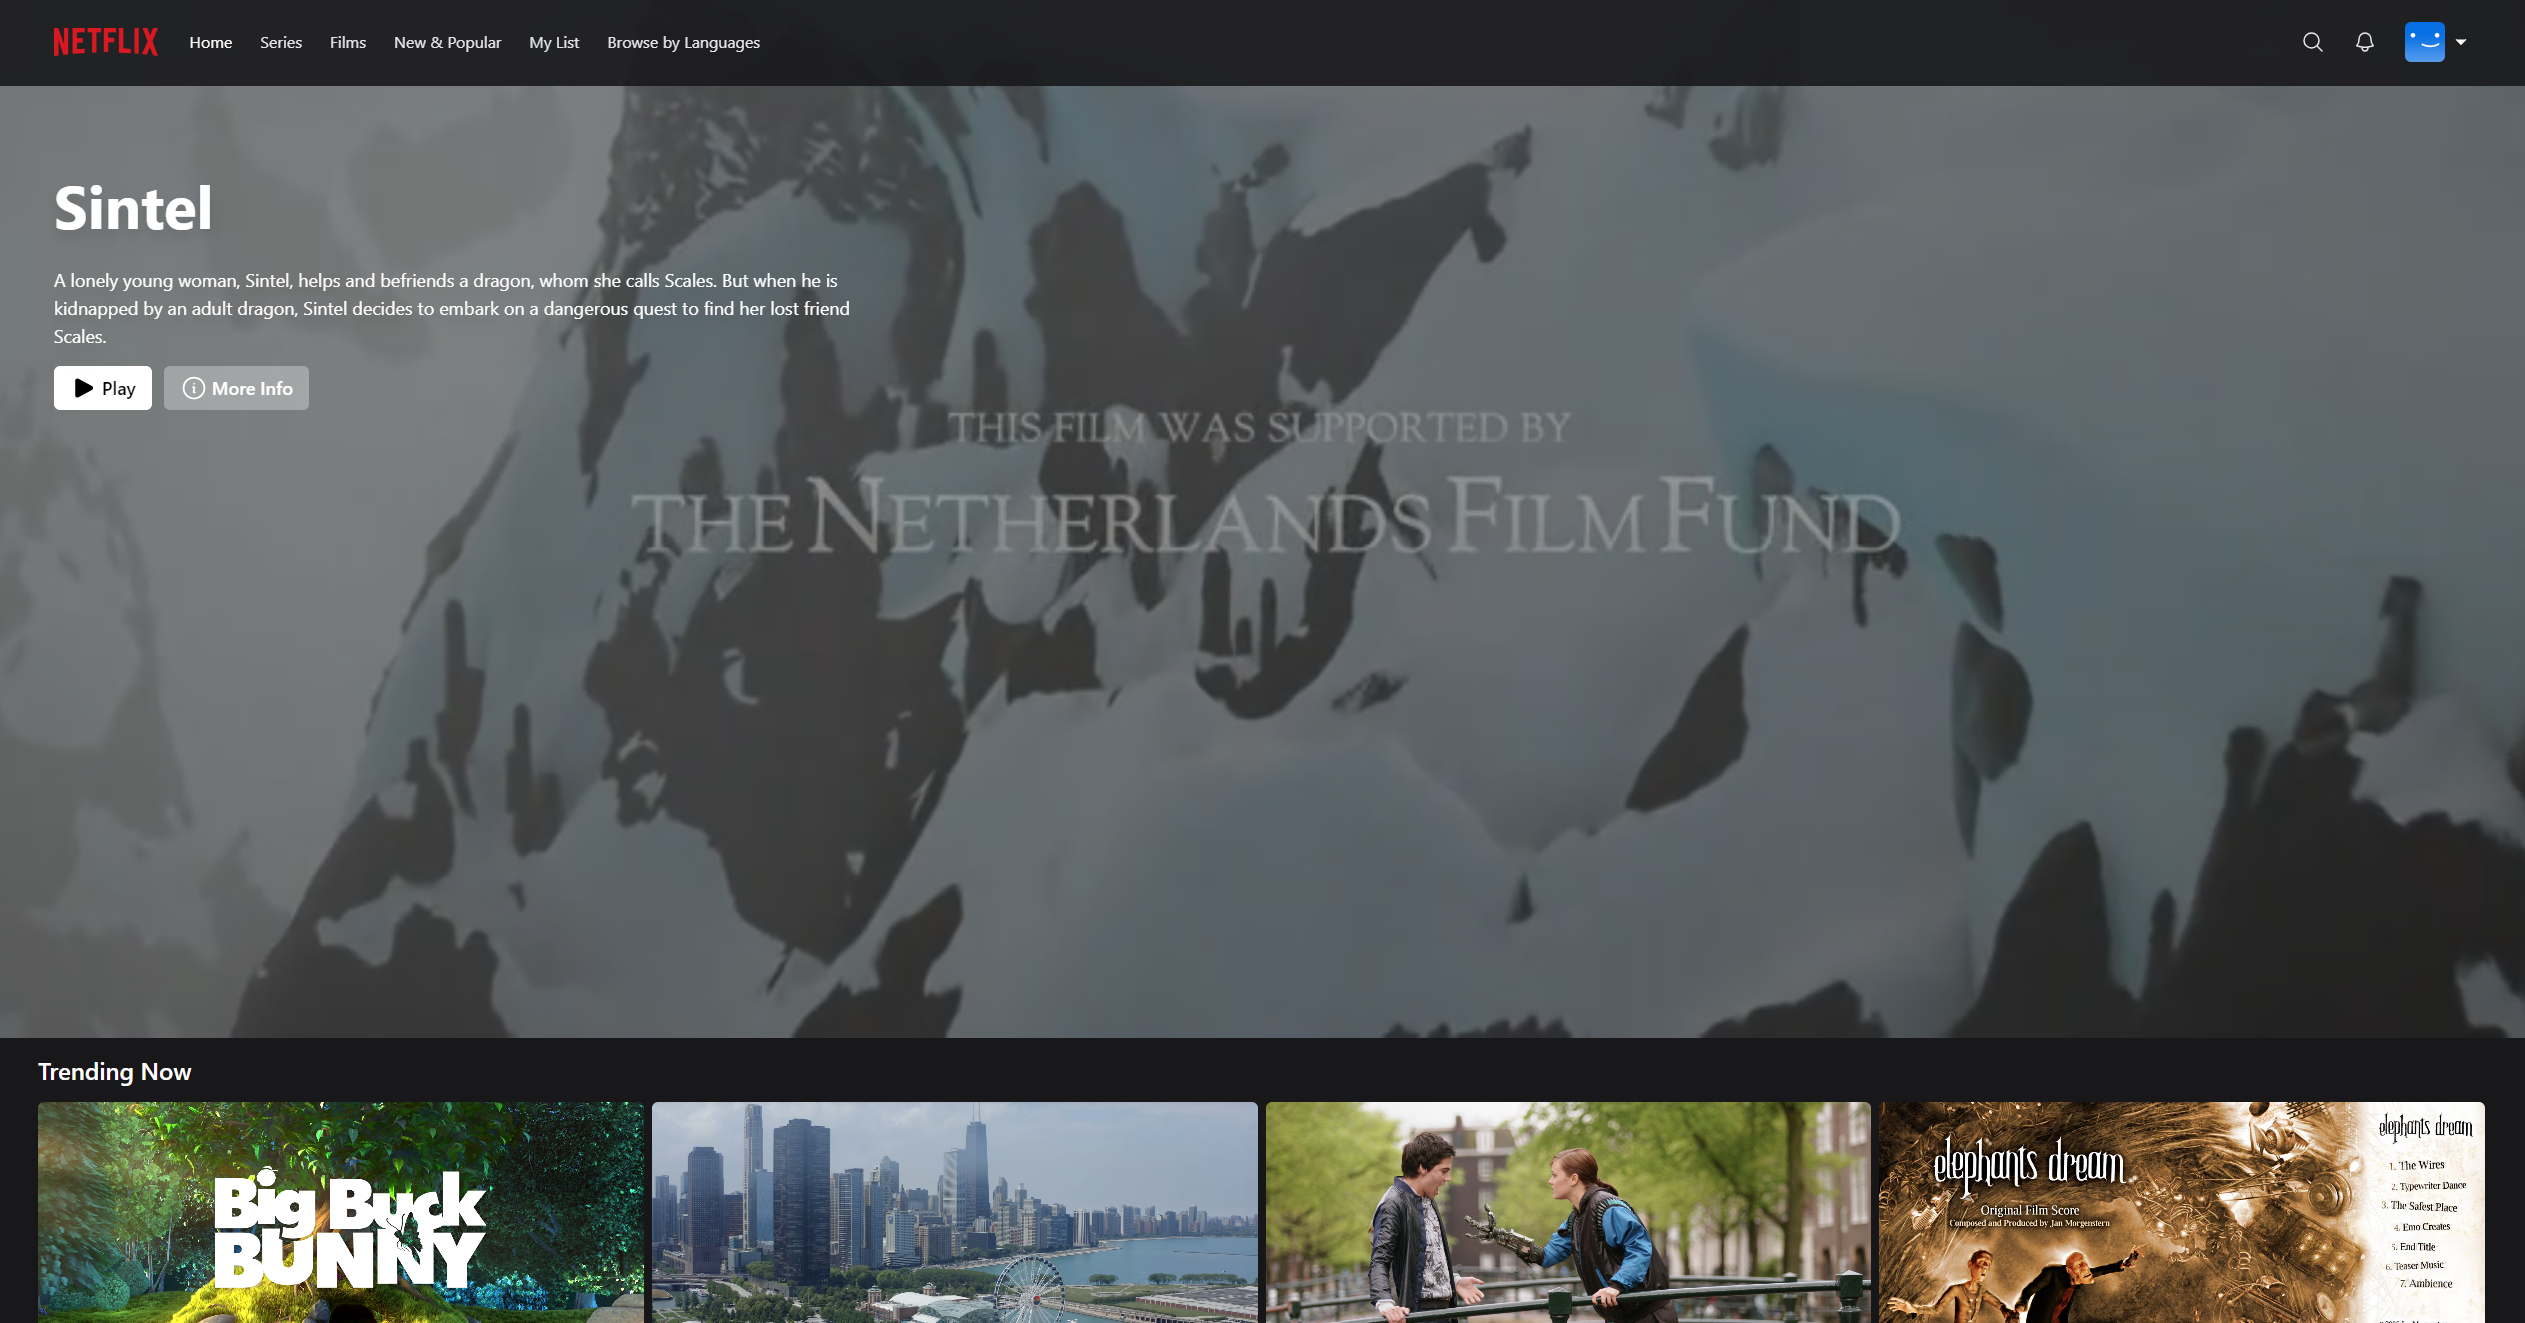 NETFLIX
Home
Series
Films
New & Popular
My List
Browse by Languages
Sintel
A lonely young woman, Sintel, helps and befriends a dragon, whom she calls Scales. But when he is
kidnapped by an adult dragon, Sintel decides to embark on a dangerous quest to find her lost friend
Scales.
Play
More Info
THIS FILM WAS SUPPORTED BY
THE NETHERLANDS FILM FUND
Trending Now
Big Buck
BUNNY
elephants dream
Original Film Score
Composed and Produced by Jan Morgenstern
elephants dream
1. The Wires
2. Typewriter Dance
3. The Safest Place
4. Emo Creates
5. End Title
6. Teaser Music
7. Ambience